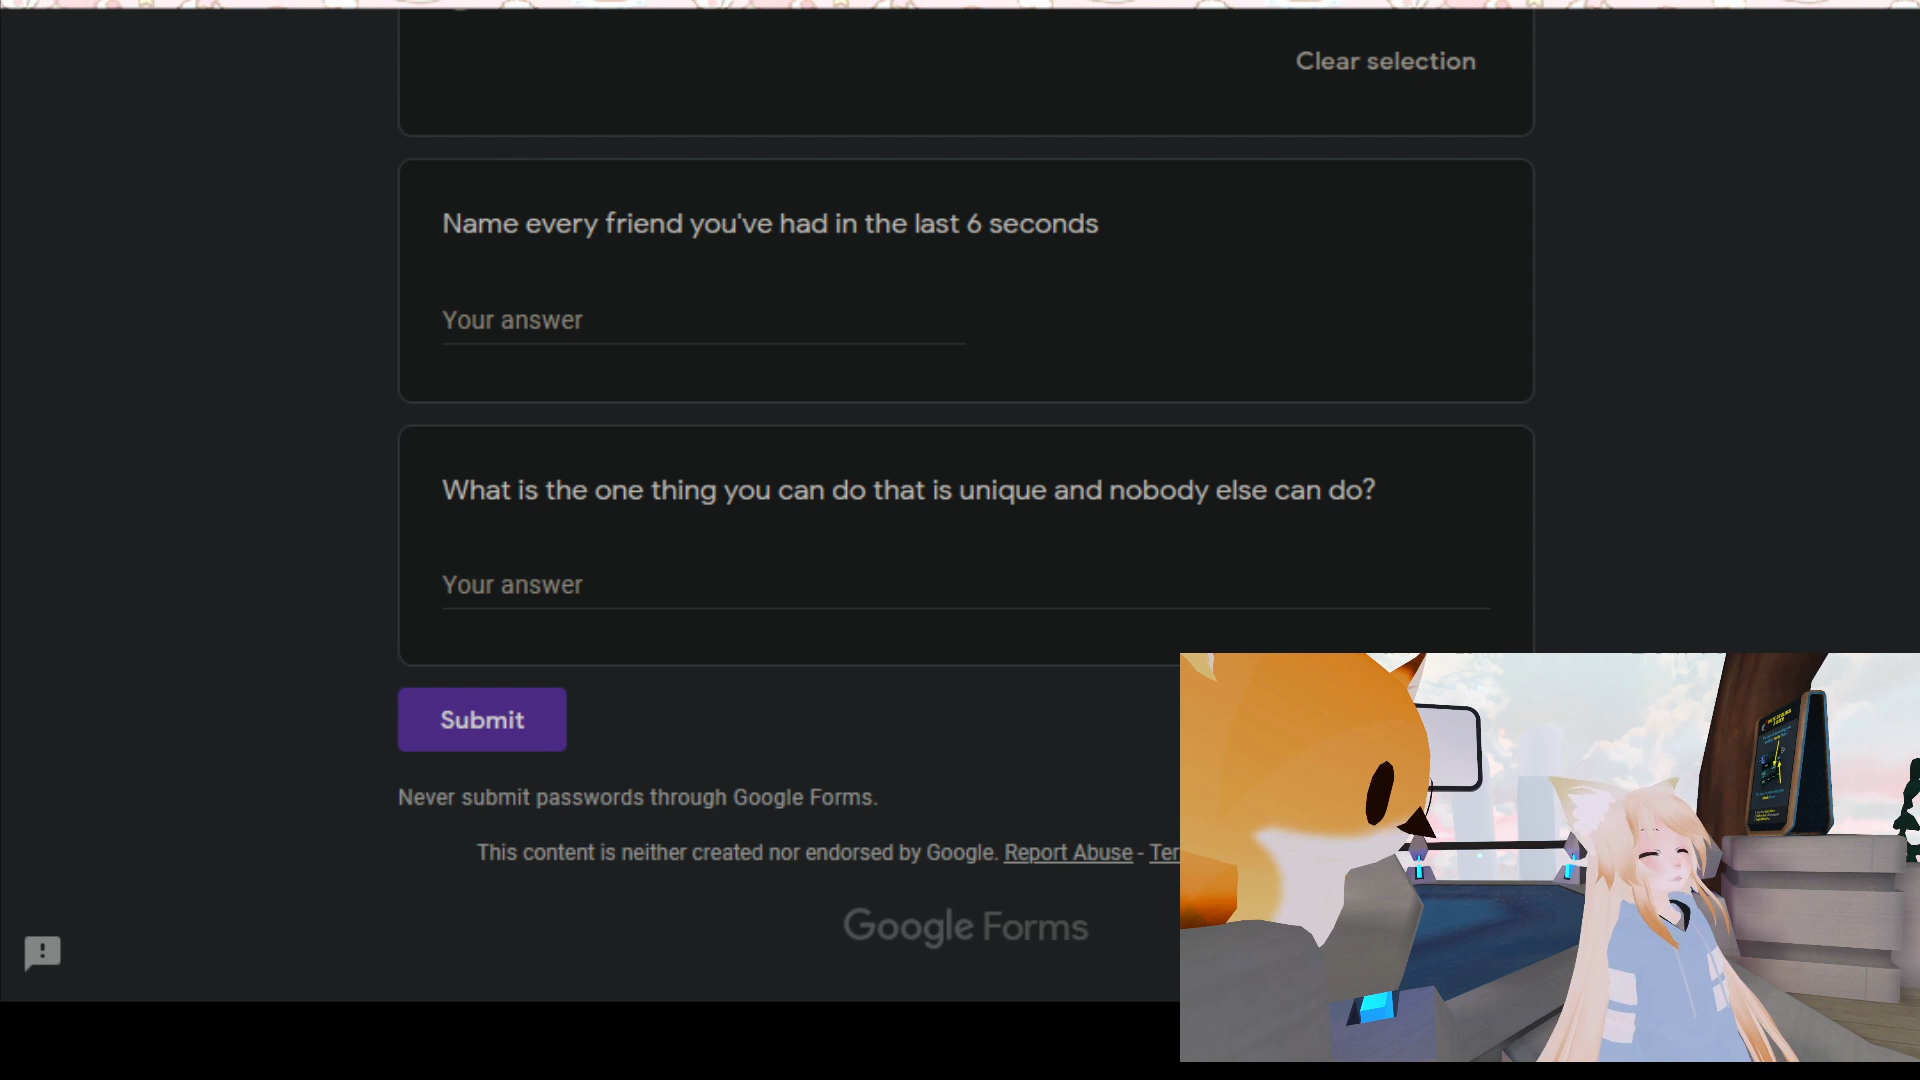 Clear selection
Name every friend you've had in the last 6 seconds
Your answer
What is the one thing you can do that is unique and nobody else can do?
Your answer
Submit
Never submit passwords through Google Forms.
This content is neither created nor endorsed by Google. Report Abuse - Ter
Google Forms